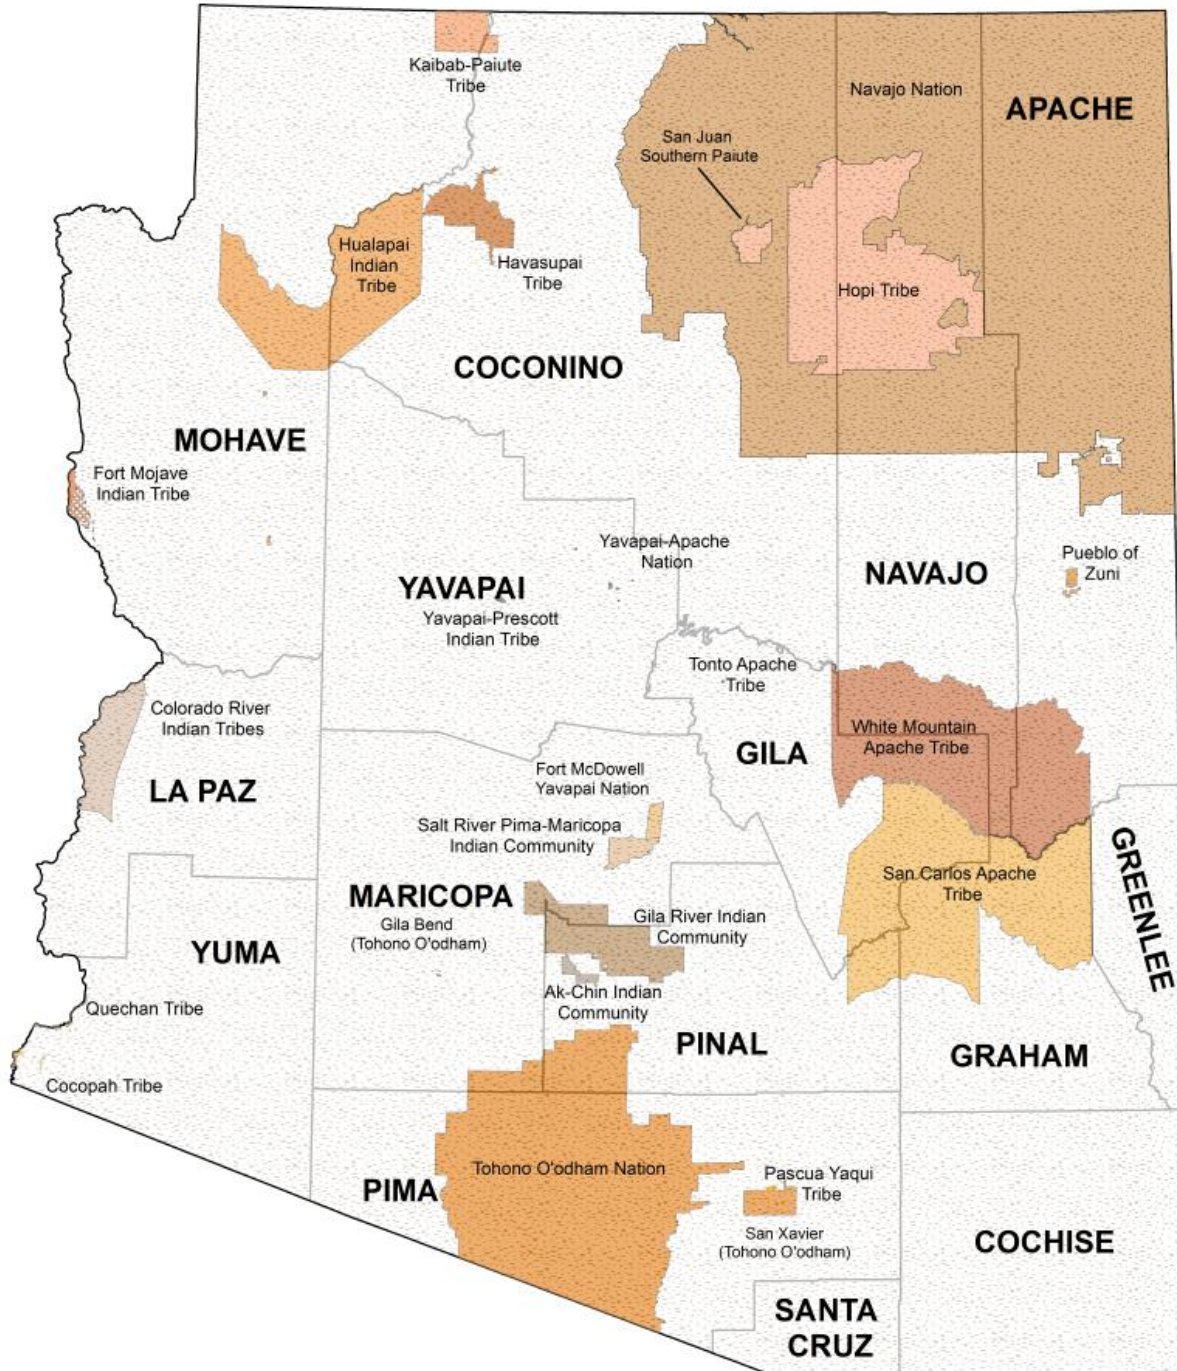 Kaibab-Paiute
Tribe
Navajo Nation
APACHE
San Juan
Southern Paiute
Hualapai
Indian
Tribe
Havasupai
Tribe
Hopi Tribe
COCONINO
MOHAVE
Fort Mojave
Indian Tribe
Yavapai-Apache
Nation
NAVAJO
Pueblo of
Zuni
YAVAPAI
Yavapai-Prescott
Indian Tribe
Tonto Apache
Tribe
Colorado River
Indian Tribes
White Mountain
Apache Tribe
GILA
LA PAZ
Fort McDowell
Yavapai Nation
Salt River Pima-Maricopa
Indian Community
GREENLEE
San Carlos Apache
Tribe
MARICOPA
Gila Bend
(Tohono O'odham)
Gila River Indian
Community
YUMA
Ak-Chin Indian
Community
Quechan Tribe
PINAL
GRAHAM
Cocopah Tribe
Tohono O'odham Nation
PIMA
Pascua Yaqui
Tribe
San Xavier
(Tohono O'odham)
COCHISE
SANTA
CRUZ